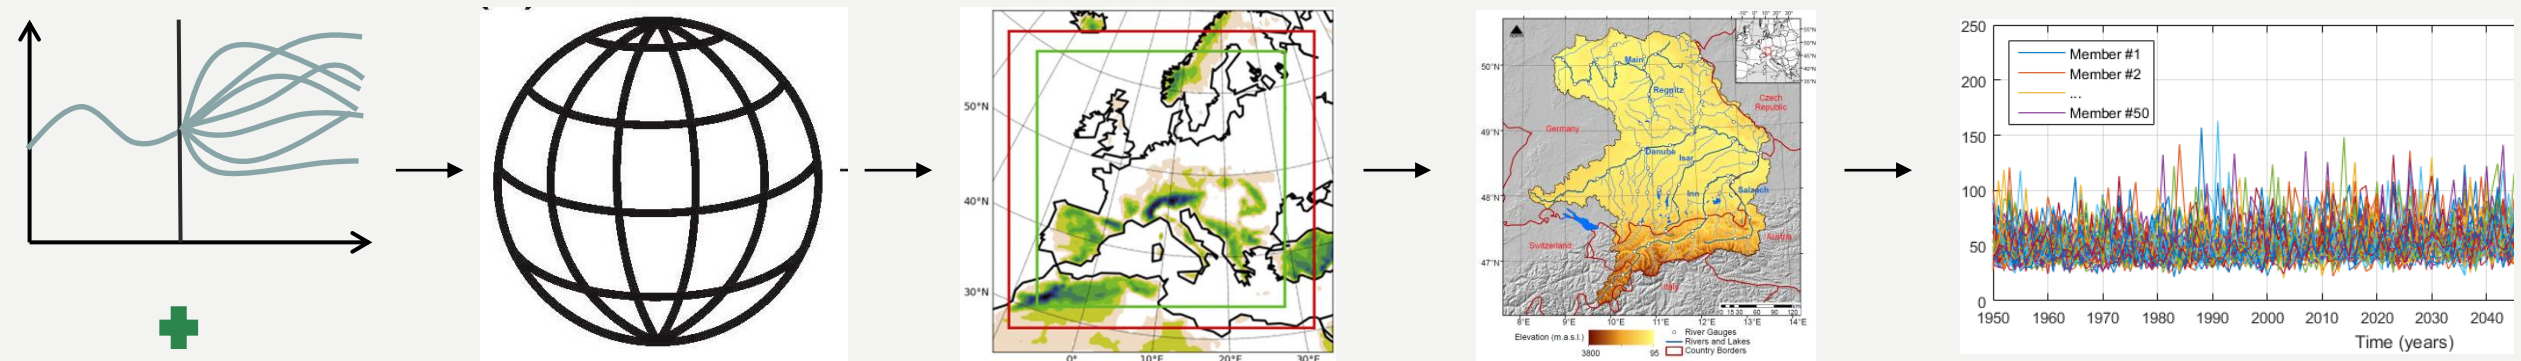 50°N
40°N
30°N
0°
10°E
20°E
30°E
50°N
49°N
48°N
47°N
Main
Regnitz
Czech
Republic
Germany
Danube
Isar
Inn
Salzach
Switzerland
Austria
Italy
8°E 9°E 10°E 11°E 12°E 13°E 14°E
Elevation (m.a.s.l.)
3800 95
River Gauges
Rivers and Lakes
Country Borders
250
200
150
100
50
0
Member #1
Member #2
...
Member #50
1950 1960 1970 1980 1990 2000 2010 2020 2030 2040
Time (years)